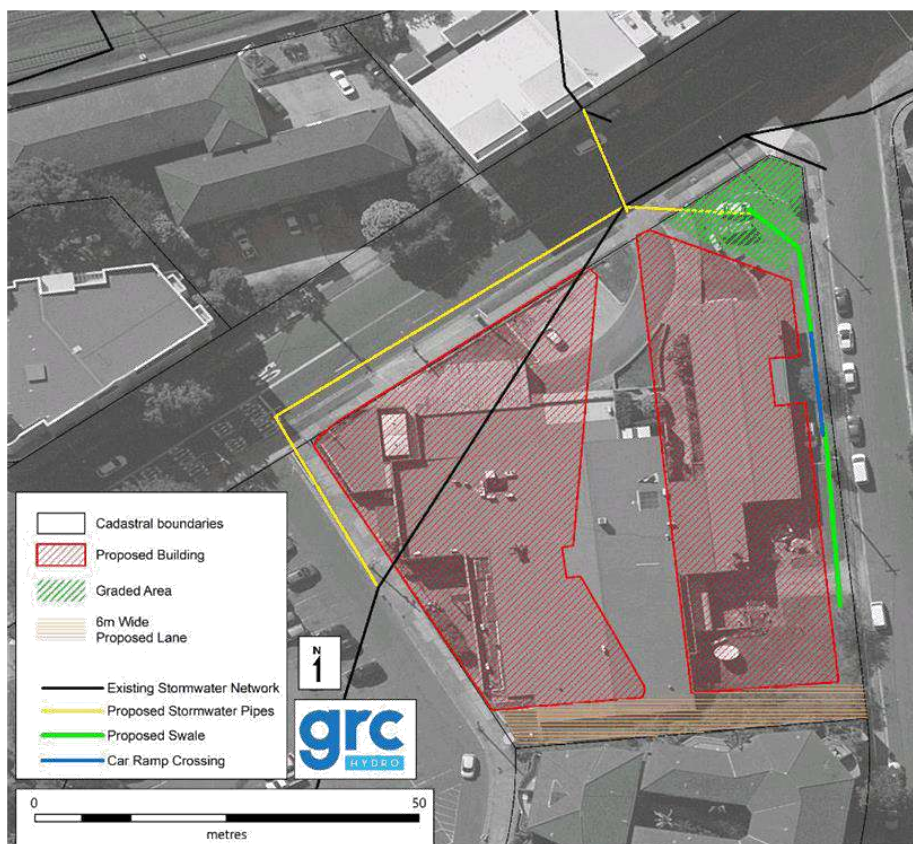 Cadastral boundaries
Proposed Building
Graded Area
6m Wide
Proposed Lane
Existing Stormwater Network
Proposed Stormwater Pipes
Proposed Swale
Car Ramp Crossing
N
grc
HYDRO
0 50
metres